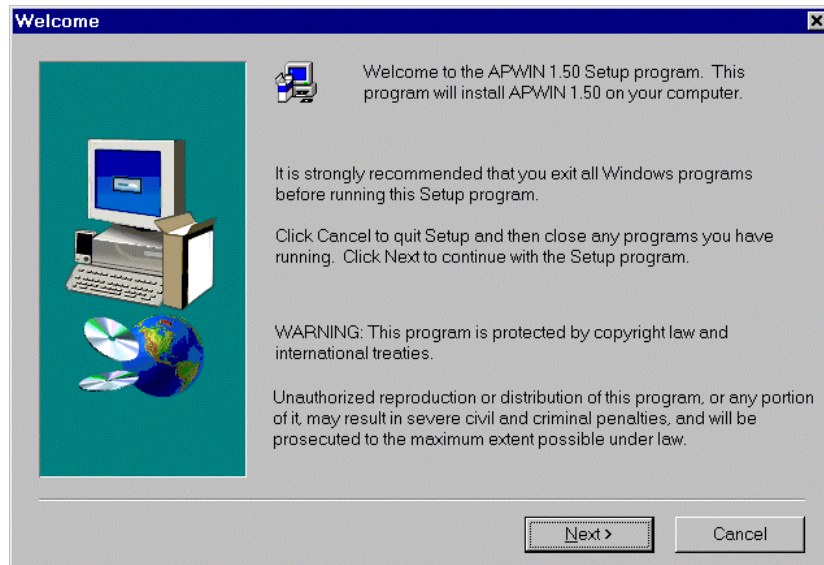 Welcome
Welcome to the APWIN 1.50 Setup program. This
program will install APWIN 1.50 on your computer.
It is strongly recommended that you exit all Windows programs
before running this Setup program.
Click Cancel to quit Setup and then close any programs you have
running. Click Next to continue with the Setup program.
WARNING: This program is protected by copyright law and
international treaties.
Unauthorized reproduction or distribution of this program, or any portion
of it, may result in severe civil and criminal penalties, and will be
prosecuted to the maximum extent possible under law.
Next >
Cancel